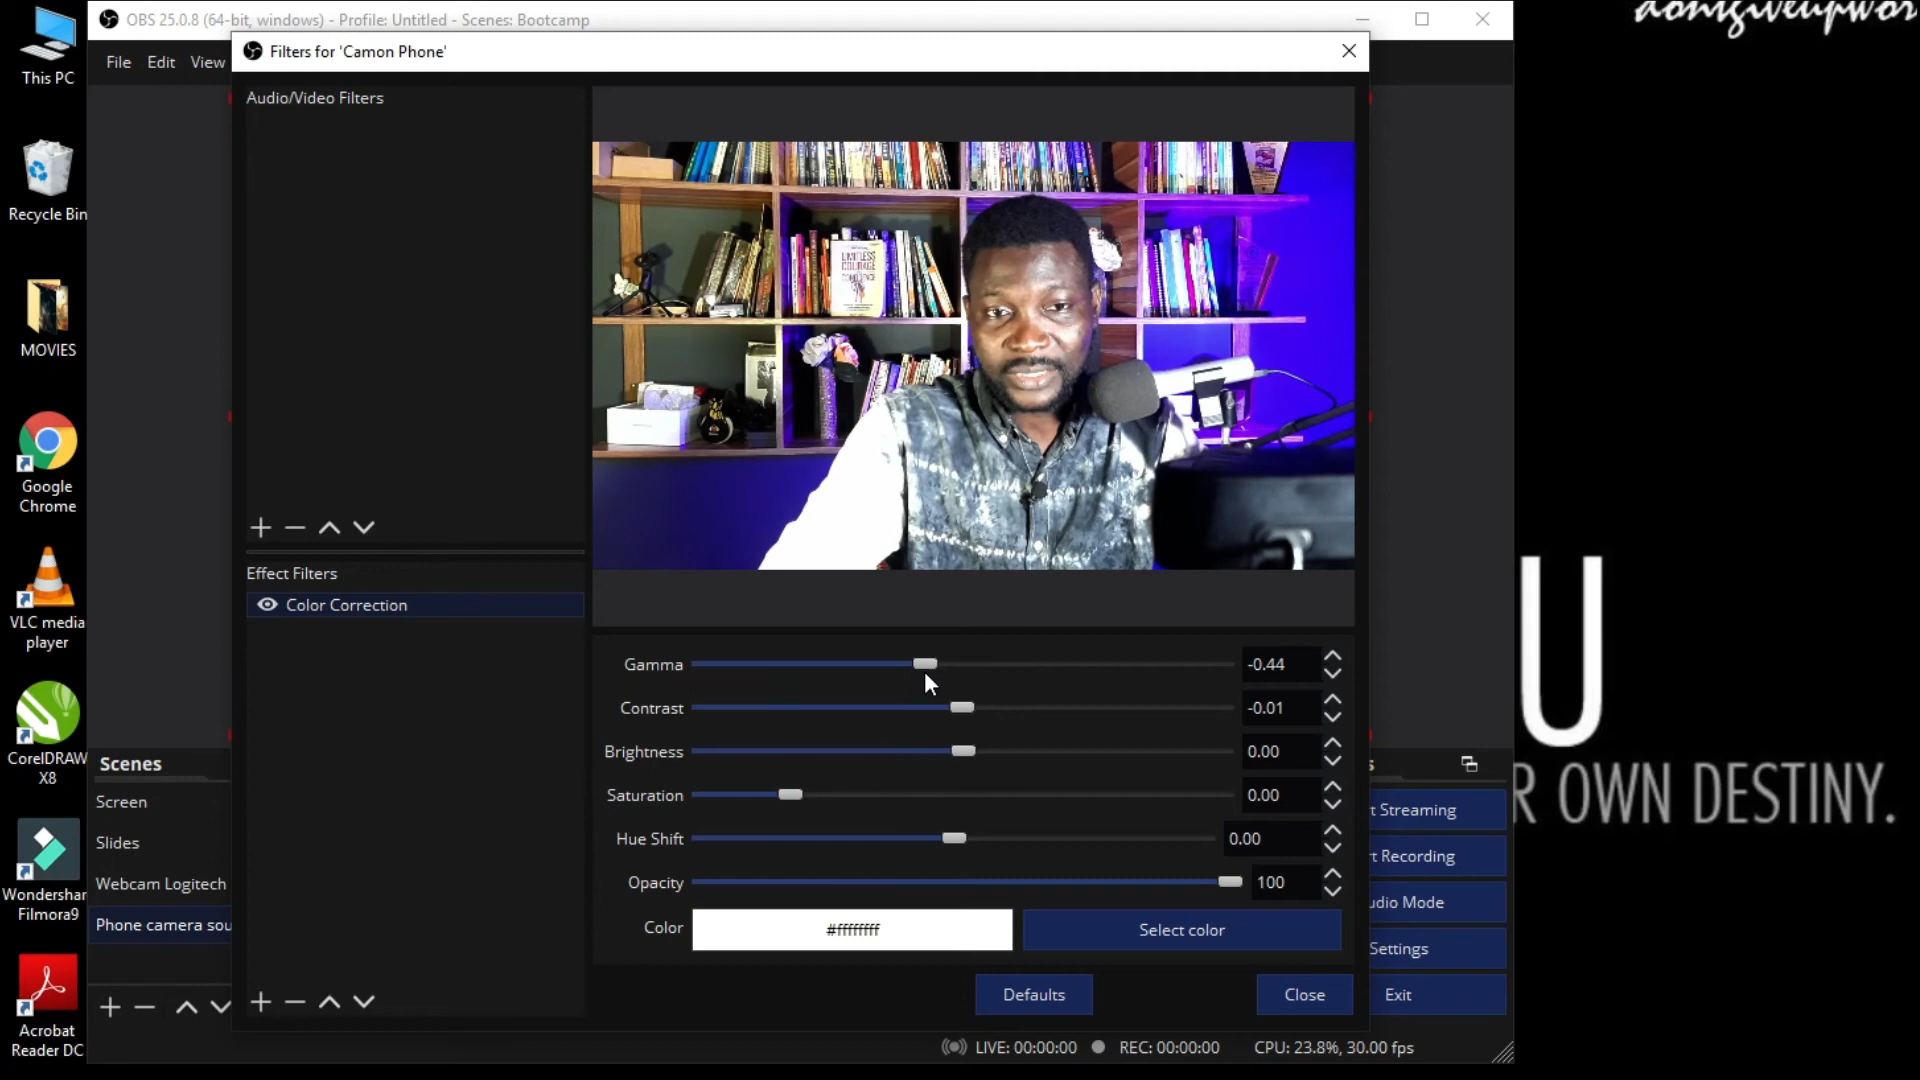 dontgiveupwor
This PC
Recycle Bin
MOVIES
Google
Chrome
VLC media
player
CorelDRAW
X8
Wondershar
Filmora9
Acrobat
Reader DC
OBS 25.0.8 (64-bit, windows) - Profile: Untitled - Scenes: Bootcamp
File Edit View
Filters for 'Camon Phone'
Audio/Video Filters
LIMITLESS
COURAGE
CONFIDENCE
Effect Filters
Color Correction
Gamma -0.44
Contrast -0.01
Brightness 0.00
Saturation 0.00
Hue Shift 0.00
Opacity 100
Color #ffffffff Select color
Defaults Close
Scenes
Screen
Slides
Webcam Logitech
Phone camera sou
s
t Streaming
t Recording
udio Mode
Settings
Exit
LIVE: 00:00:00 REC: 00:00:00 CPU: 23.8%, 30.00 fps
U
R OWN DESTINY.